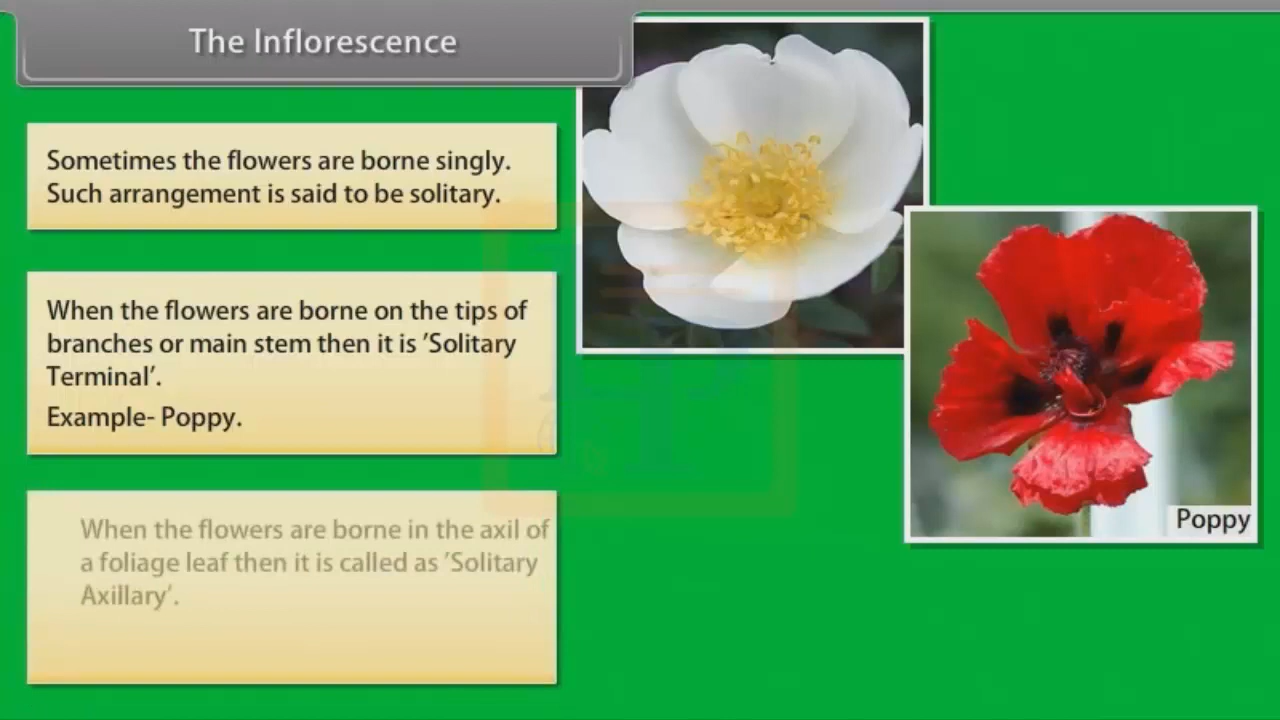 The Inflorescence
Sometimes the flowers are borne singly.
Such arrangement is said to be solitary.
When the flowers are borne on the tips of
branches or main stem then it is ’Solitary
Terminal’.
Example- Poppy.
When the flowers are borne in the axil of
a foliage leaf then it is called as ’Solitary
Axillary’.
Poppy